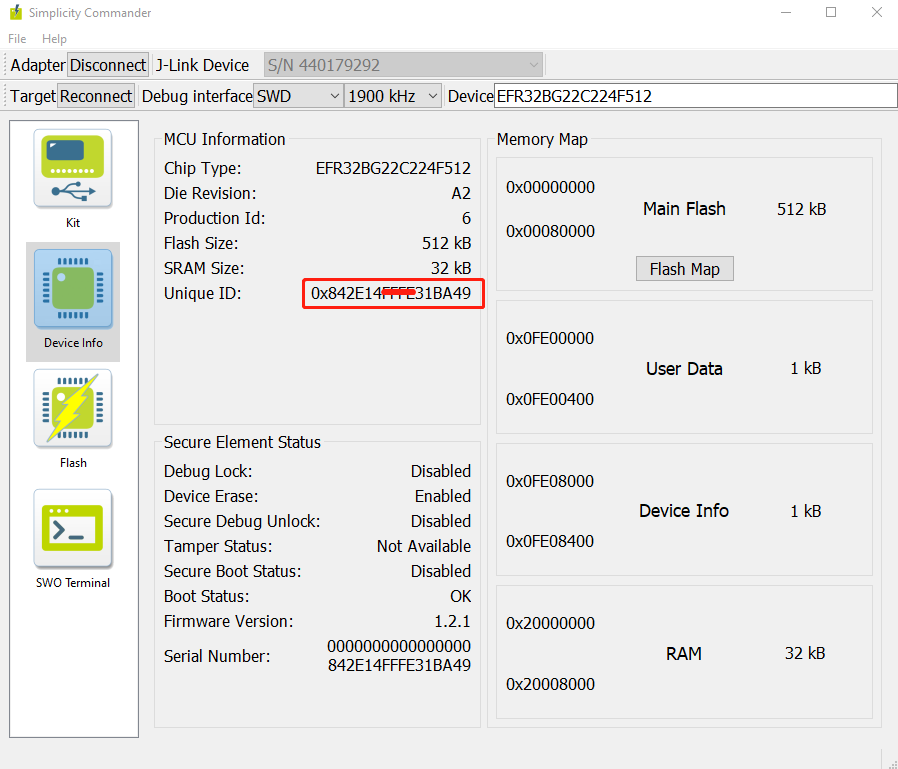 Simplicity Commander
File Help
Adapter Disconnect J-Link Device S/N 440179292
Target Reconnect Debug interface SWD 1900 kHz Device EFR32BG22C224F512
Kit
Device Info
Flash
SWO Terminal
MCU Information
Chip Type: EFR32BG22C224F512
Die Revision: A2
Production Id: 6
Flash Size: 512 kB
SRAM Size: 32 kB
Unique ID: 0x842E14FFFE31BA49
Secure Element Status
Debug Lock: Disabled
Device Erase: Enabled
Secure Debug Unlock: Disabled
Tamper Status: Not Available
Secure Boot Status: Disabled
Boot Status: OK
Firmware Version: 1.2.1
Serial Number: 0000000000000000
842E14FFFE31BA49
Memory Map
0x00000000
Main Flash 512 kB
0x00080000
Flash Map
0x0FE00000
User Data 1 kB
0x0FE00400
0x0FE08000
Device Info 1 kB
0x0FE08400
0x20000000
RAM 32 kB
0x20008000